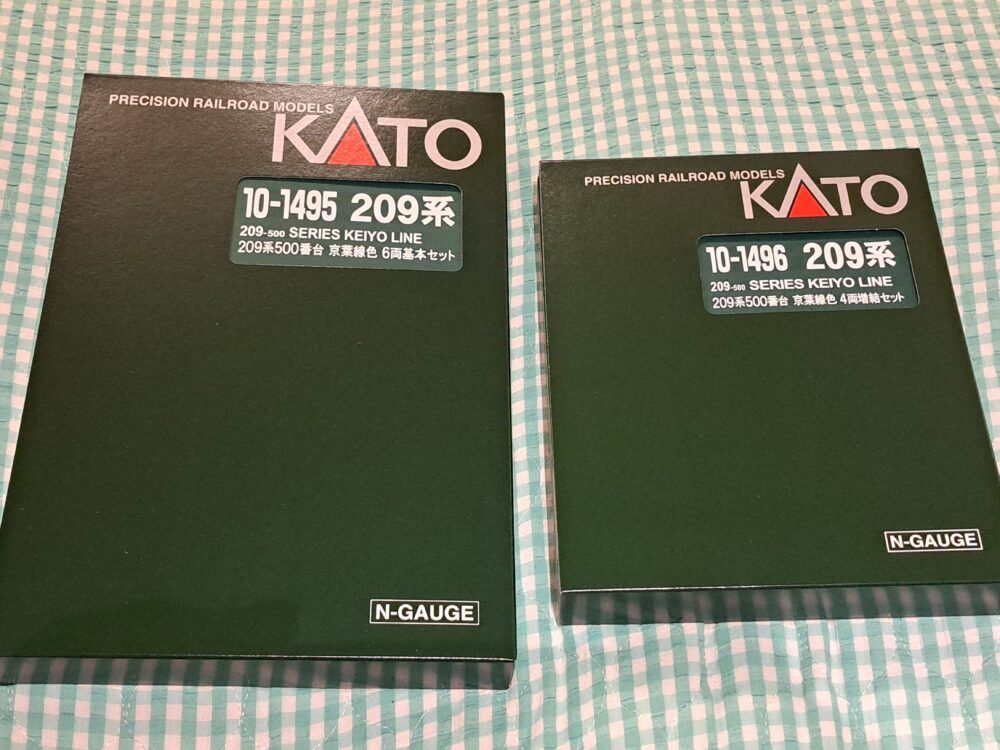 PRECISION RAILROAD MODELS
KATO
10-1495 209系
209-500 SERIES KEIYO LINE
209系500番台 京葉線色 6両基本セット
N-GAUGE
PRECISION RAILROAD MODELS
KATO
10-1496 209系
209-500 SERIES KEIYO LINE
209系500番台 京葉線色 4両増結セット
N-GAUGE